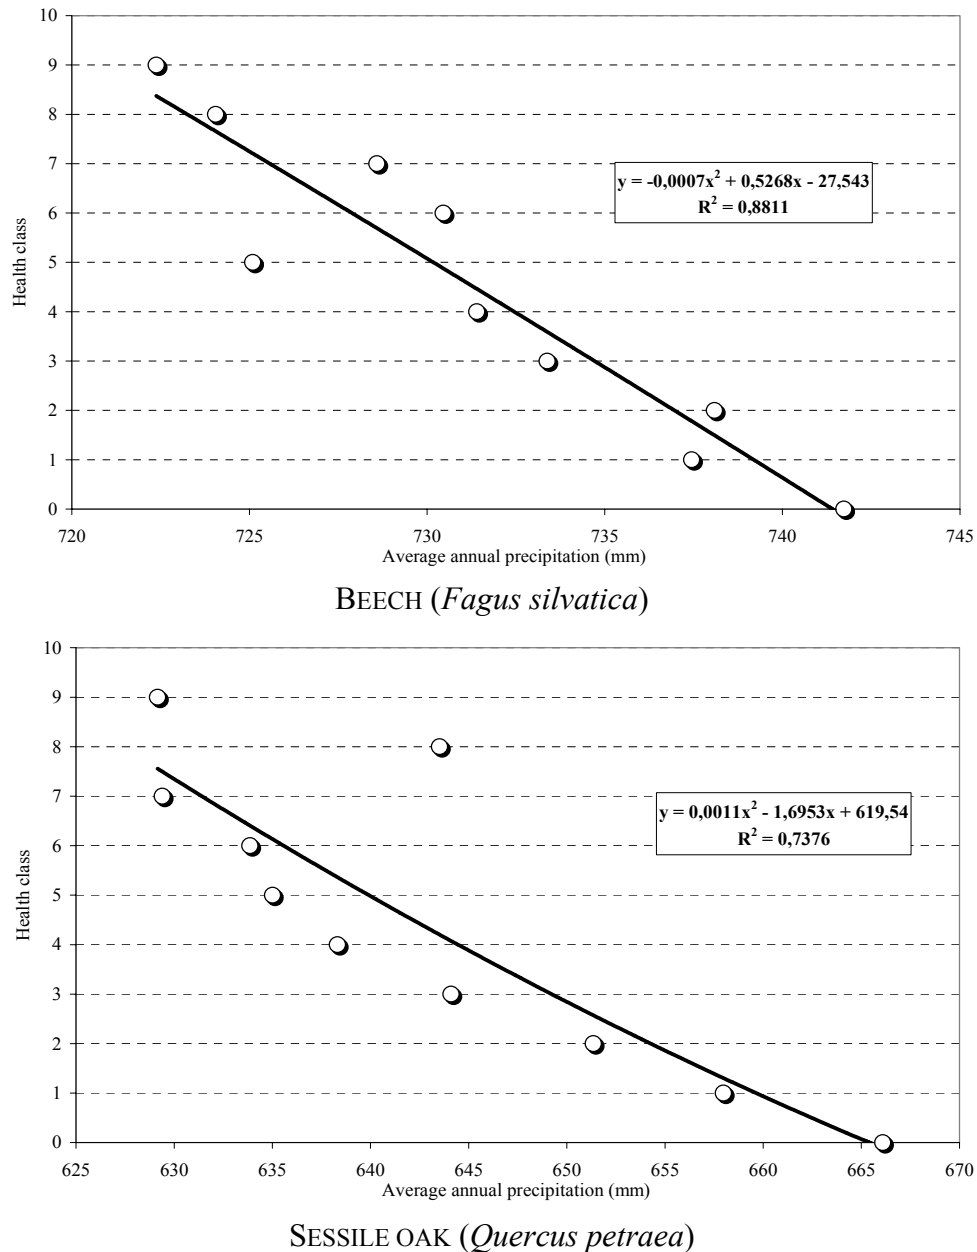 10
9
8
7
6
5
4
3
2
1
0
Health class
y = -0,0007x² + 0,5268x - 27,543
R² = 0,8811
720 725 730 735 740 745
Average annual precipitation (mm)
BEECH (Fagus silvatica)
10
9
8
7
6
5
4
3
2
1
0
Health class
y = 0,0011x² - 1,6953x + 619,54
R² = 0,7376
625 630 635 640 645 650 655 660 665 670
Average annual precipitation (mm)
SESSILE OAK (Quercus petraea)